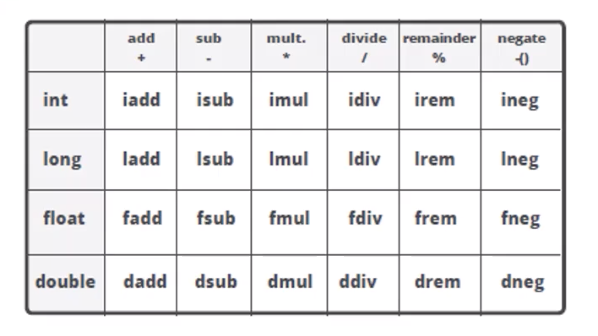 add sub mult. divide remainder negate
+ - * / % -()
int iadd isub imul idiv irem ineg
long ladd lsub lmul ldiv lrem lneg
float fadd fsub fmul fdiv frem fneg
double dadd dsub dmul ddiv drem dneg